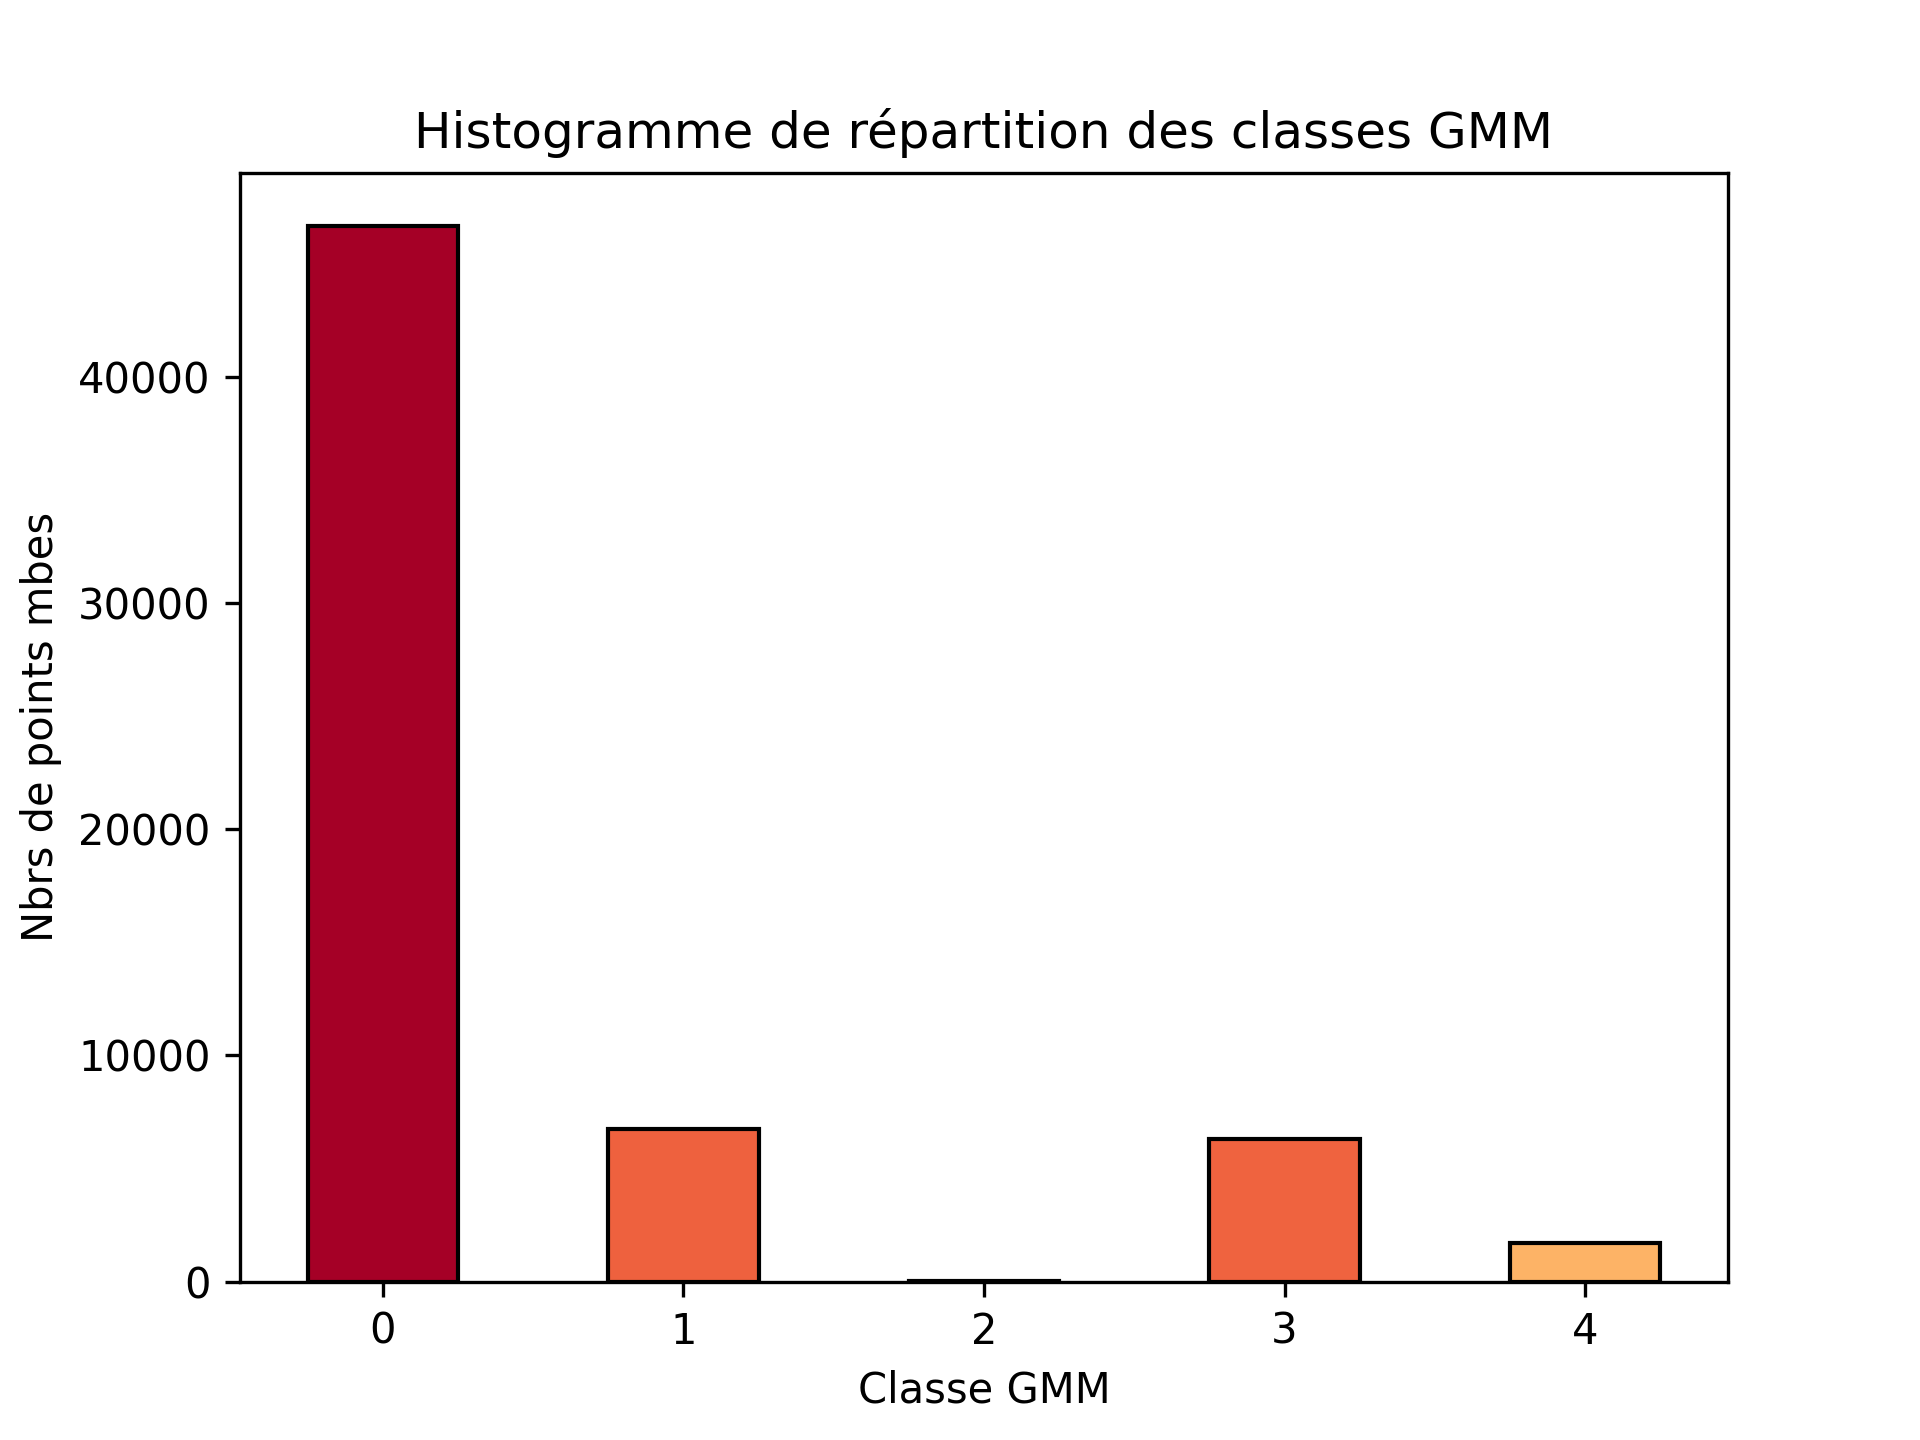 Histogramme de répartition des classes GMM
Nbrs de points mbes
40000
30000
20000
10000
0
0 1 2 3 4
Classe GMM